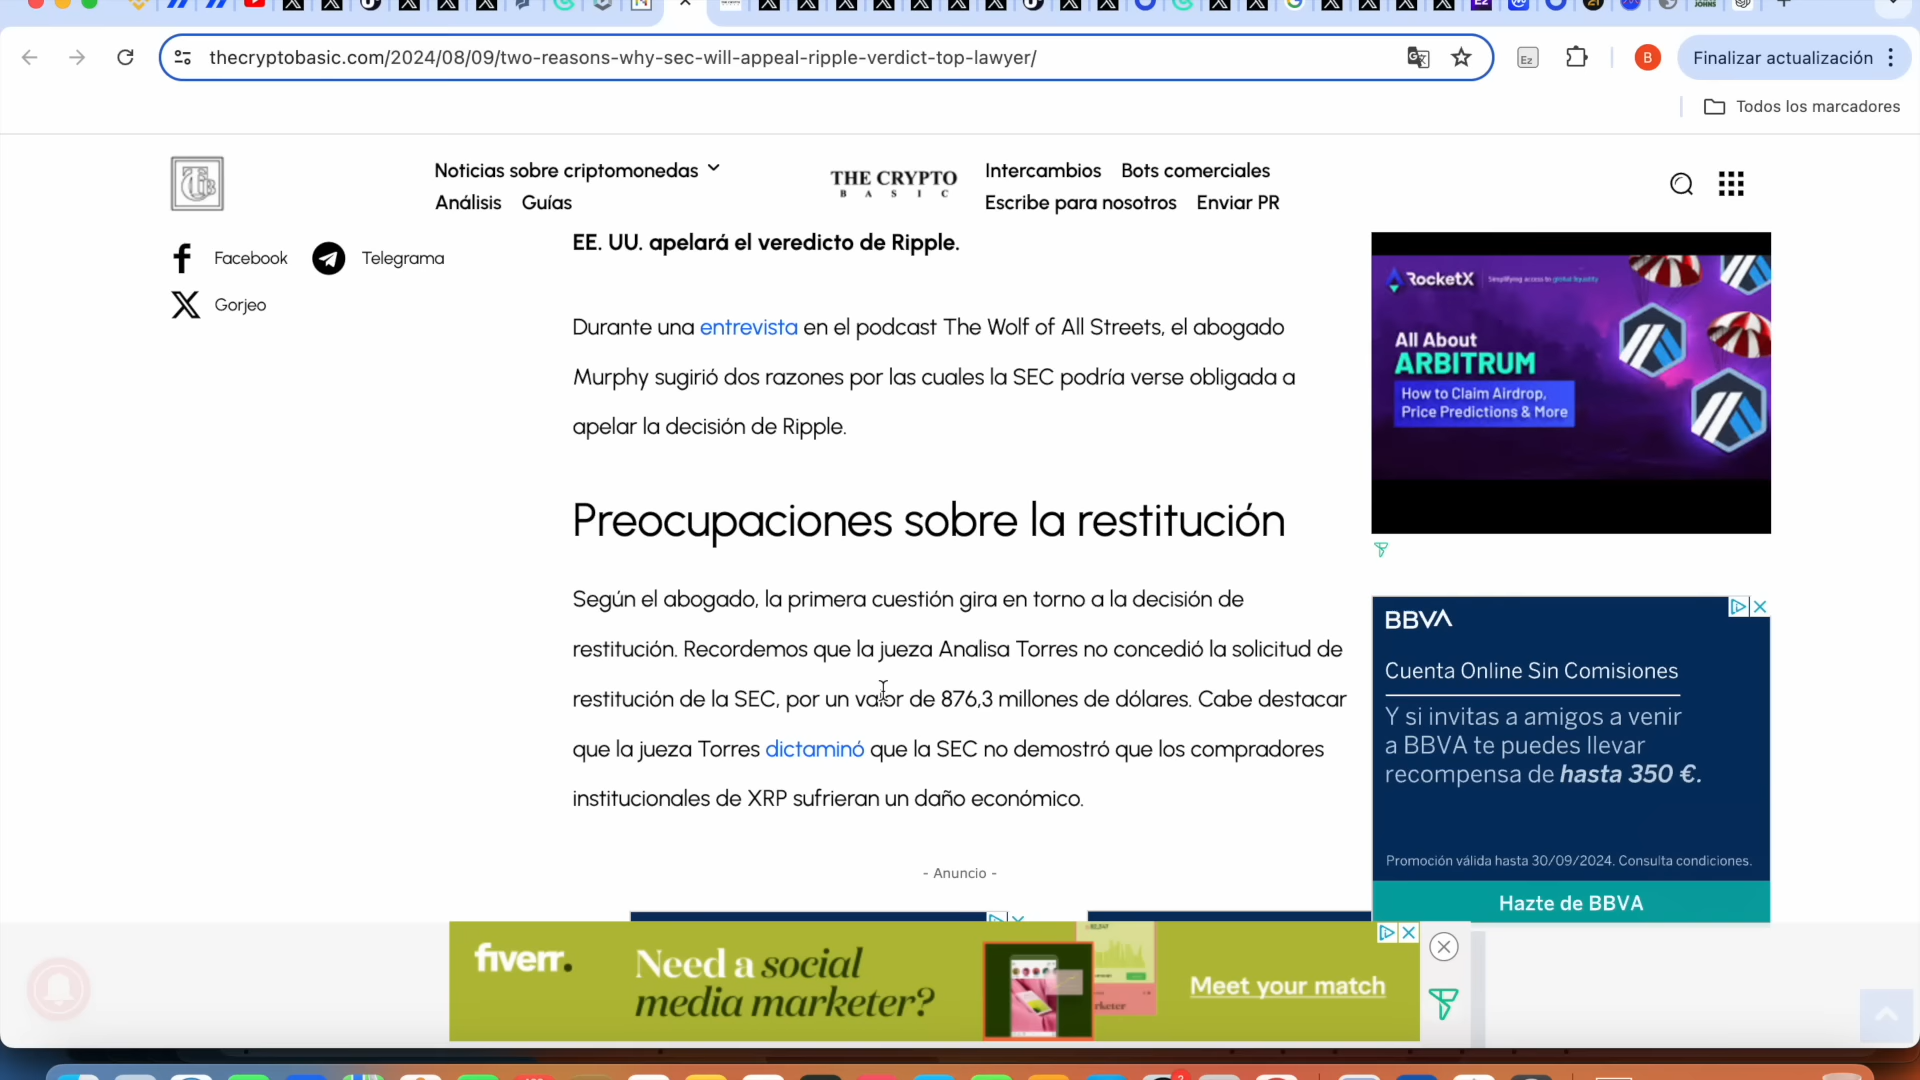 thecryptobasic.com/2024/08/09/two-reasons-why-sec-will-appeal-ripple-verdict-top-lawyer/
Ez
B
Finalizar actualización
Todos los marcadores
Noticias sobre criptomonedas
Análisis Guías
THE CRYPTO
BASIC
Intercambios Bots comerciales
Escribe para nosotros Enviar PR
Facebook
Telegrama
Gorjeo
EE. UU. apelará el veredicto de Ripple.
Durante una entrevista en el podcast The Wolf of All Streets, el abogado
Murphy sugirió dos razones por las cuales la SEC podría verse obligada a
apelar la decisión de Ripple.
Preocupaciones sobre la restitución
Según el abogado, la primera cuestión gira en torno a la decisión de
restitución. Recordemos que la jueza Analisa Torres no concedió la solicitud de
restitución de la SEC, por un valor de 876,3 millones de dólares. Cabe destacar
que la jueza Torres dictaminó que la SEC no demostró que los compradores
institucionales de XRP sufrieran un daño económico.
- Anuncio -
RocketX
Simplifying access to global liquidity
All About
ARBITRUM
How to Claim Airdrop,
Price Predictions & More
BBVA
Cuenta Online Sin Comisiones
Y si invitas a amigos a venir
a BBVA te puedes llevar
recompensa de hasta 350 €.
Promoción válida hasta 30/09/2024. Consulta condiciones.
Hazte de BBVA
fiverr.
Need a social
media marketer?
Meet your match